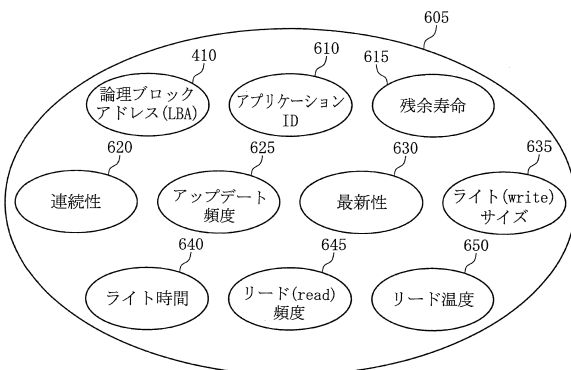 605
410
610
615
論理ブロック
アドレス(LBA)
アプリケーション
ID
残余寿命
620
625
630
635
連続性
アップデート
頻度
最新性
ライト(write)
サイズ
640
645
650
ライト時間
リード(read)
頻度
リード温度